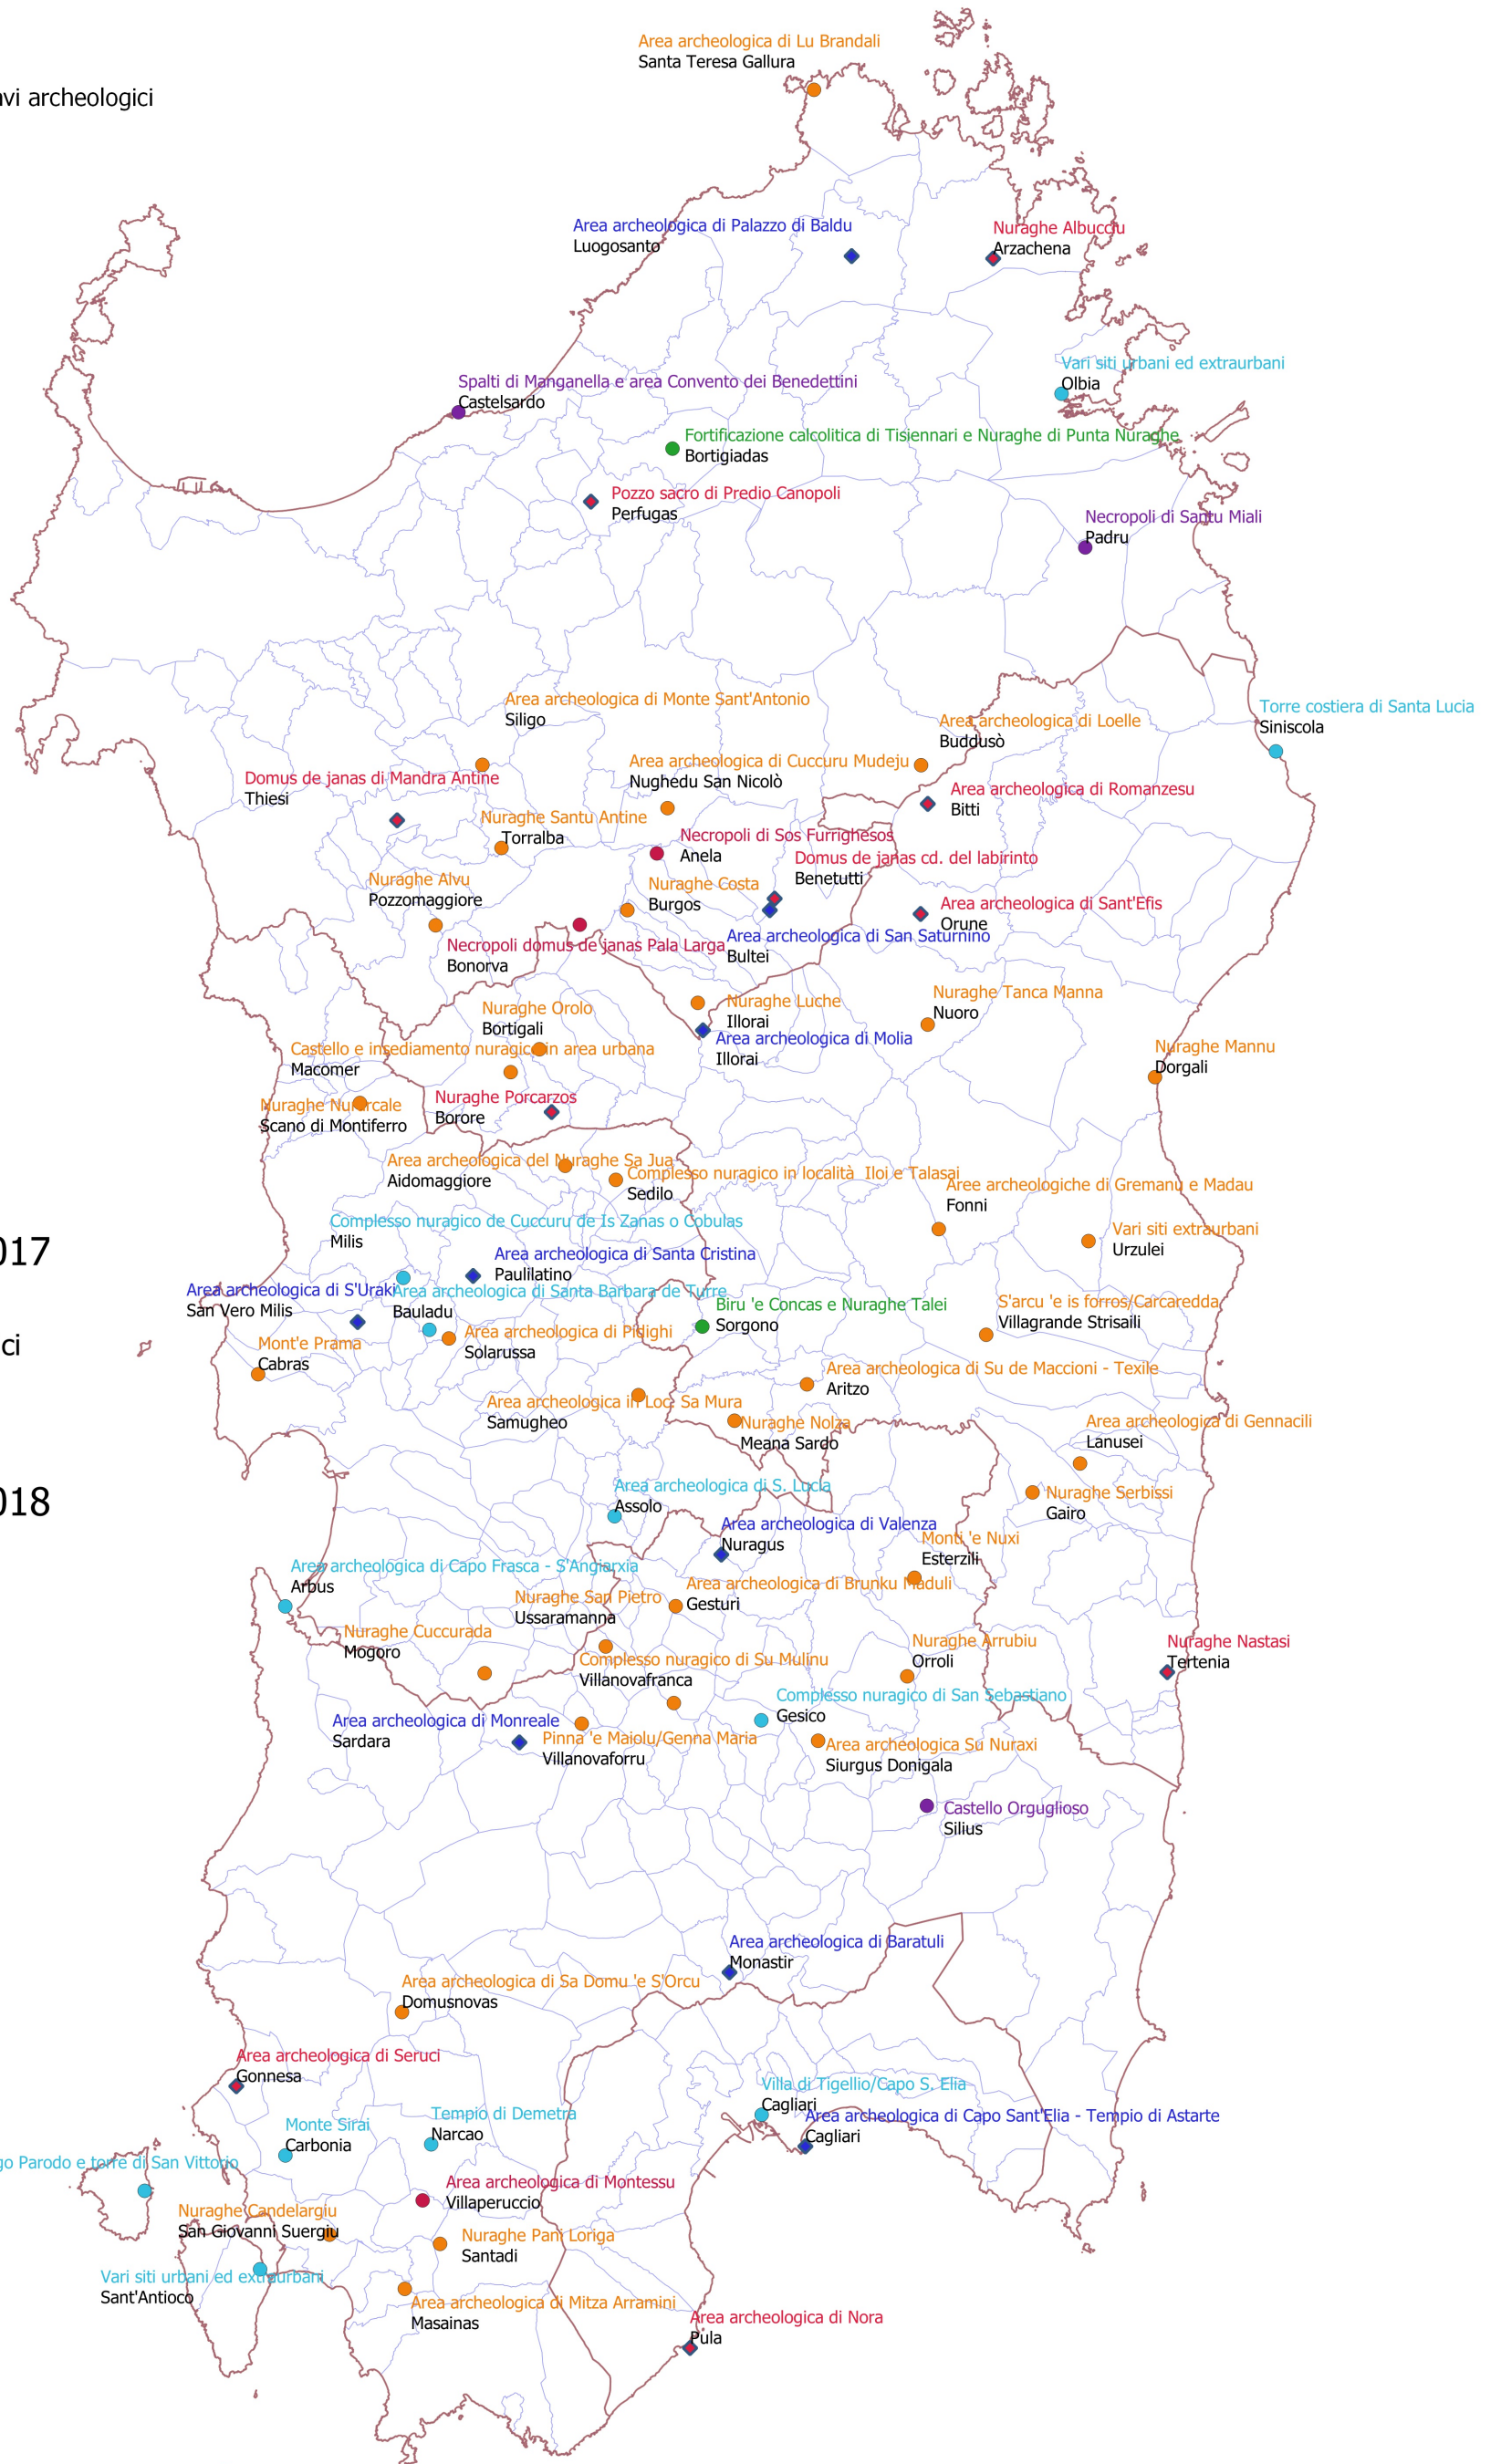 Area archeologica di Lu Brandali
Santa Teresa Gallura
avi archeologici
Area archeologica di Palazzo di Baldu
Luogosanto
Nuraghe Albucciu
Arzachena
Vari siti urbani ed extraurbani
Olbia
Spalti di Manganella e area Convento dei Benedettini
Castelsardo
Fortificazione calcolitica di Tisiennari e Nuraghe di Punta Nuraghe
Bortigiadas
Pozzo sacro di Predio Canopoli
Perfugas
Necropoli di Santu Miali
Padru
Area archeologica di Monte Sant'Antonio
Siligo
Torre costiera di Santa Lucia
Siniscola
Area archeologica di Loelle
Buddusò
Area archeologica di Cuccuru Mudeju
Nughedu San Nicolò
Domus de janas di Mandra Antine
Thiesi
Area archeologica di Romanzesu
Bitti
Nuraghe Santu Antine
Torralba
Necropoli di Sos Furrighesos
Anela
Domus de janas cd. del labirinto
Benetutti
Nuraghe Alvu
Pozzomaggiore
Nuraghe Costa
Burgos
Area archeologica di Sant'Efis
Orune
Area archeologica di San Saturnino
Bultei
Necropoli domus de janas Pala Larga
Bonorva
Nuraghe Tanca Manna
Nuoro
Nuraghe Luche
Illorai
Nuraghe Orolo
Bortigali
Area archeologica di Molia
Illorai
Castello e insediamento nuragico in area urbana
Macomer
Nuraghe Mannu
Dorgali
Nuraghe Porcarzos
Borore
Nuraghe Nuracale
Scano di Montiferro
Area archeologica del Nuraghe Sa Jua
Aidomaggiore
Complesso nuragico in località Iloi e Talasai
Sedilo
Aree archeologiche di Gremanu e Madau
Fonni
Complesso nuragico de Cuccuru de Is Zanas o Cobulas
Milis
Vari siti extraurbani
Urzulei
017
Area archeologica di Santa Cristina
Paulilatino
Area archeologica di S'Uraki
San Vero Milis
Area archeologica di Santa Barbara de Turre
Bauladu
Biru 'e Concas e Nuraghe Talei
Sorgono
S'arcu 'e is forros/Carcaredda
Villagrande Strisaili
ci
Area archeologica di Pidighi
Solarussa
Mont'e Prama
Cabras
Area archeologica di Su de Maccioni - Texile
Aritzo
Area archeologica in Loc. Sa Mura
Samugheo
Nuraghe Nolza
Meana Sardo
Area archeologica di Gennacili
Lanusei
018
Area archeologica di S. Lucia
Assolo
Nuraghe Serbissi
Gairo
Area archeologica di Valenza
Nuragus
Monti 'e Nuxi
Esterzili
Area archeologica di Capo Frasca - S'Angiarxia
Arbus
Area archeologica di Brunku Maduli
Gesturi
Nuraghe San Pietro
Ussaramanna
Nuraghe Cuccurada
Mogoro
Nuraghe Arrubiu
Orroli
Nuraghe Nastasi
Tertenia
Complesso nuragico di Su Mulinu
Villanovafranca
Complesso nuragico di San Sebastiano
Gesico
Area archeologica di Monreale
Sardara
Pinna 'e Maiolu/Genna Maria
Villanovaforru
Area archeologica Su Nuraxi
Siurgus Donigala
Castello Orguglioso
Silius
Area archeologica di Baratuli
Monastir
Area archeologica di Sa Domu 'e S'Orcu
Domusnovas
Area archeologica di Seruci
Gonnesa
Villa di Tigellio/Capo S. Elia
Cagliari
Area archeologica di Capo Sant'Elia - Tempio di Astarte
Cagliari
Tempio di Demetra
Narcao
Monte Sirai
Carbonia
go Parodo e torre di San Vittorio
Area archeologica di Montessu
Villaperuccio
Nuraghe Candelargiu
San Giovanni Suergiu
Nuraghe Pani Loriga
Santadi
Vari siti urbani ed extraurbani
Sant'Antioco
Area archeologica di Mitza Arramini
Masainas
Area archeologica di Nora
Pula